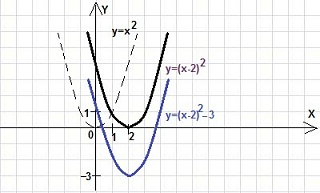 Y
y=x²
y=(x-2)²
y=(x-2)²-3
X
1
0
1
2
-3